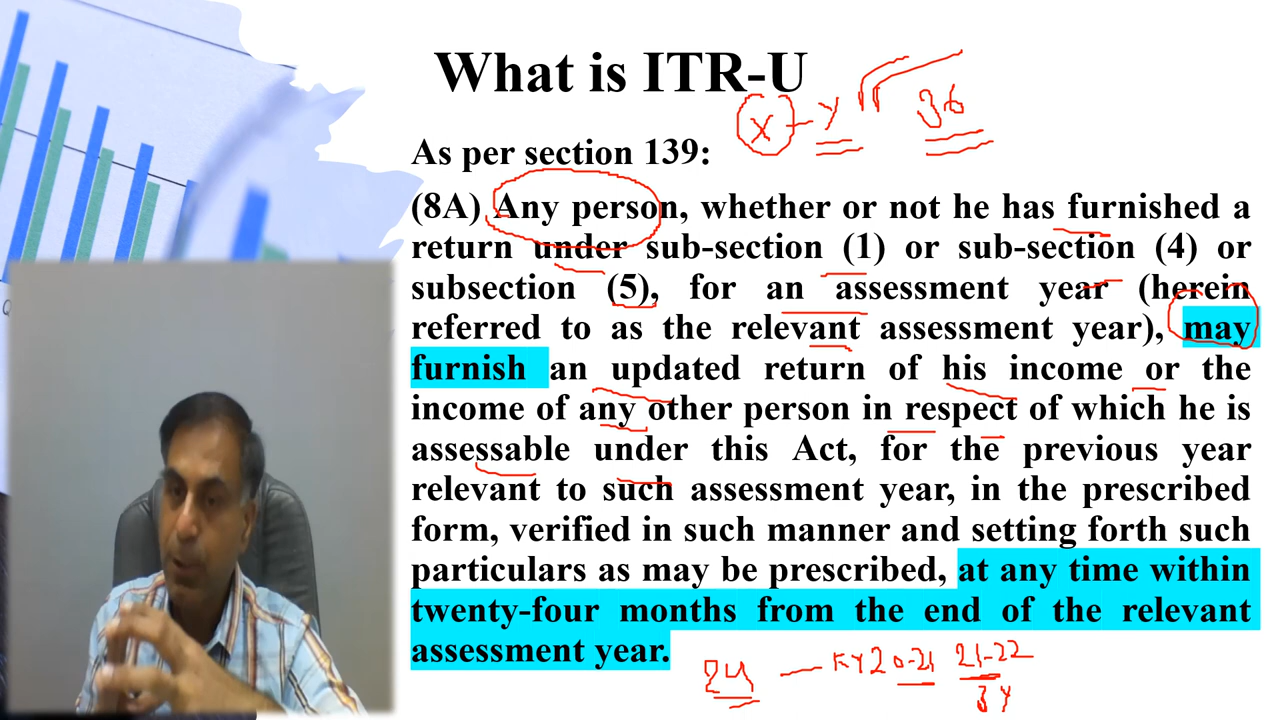 What is ITR-U
X - Y 36
As per section 139:
(8A) Any person, whether or not he has furnished a
return under sub-section (1) or sub-section (4) or
subsection (5), for an assessment year (herein
referred to as the relevant assessment year), may
furnish an updated return of his income or the
income of any other person in respect of which he is
assessable under this Act, for the previous year
relevant to such assessment year, in the prescribed
form, verified in such manner and setting forth such
particulars as may be prescribed, at any time within
twenty-four months from the end of the relevant
assessment year.
24 — FY 20-21 21-22
3Y